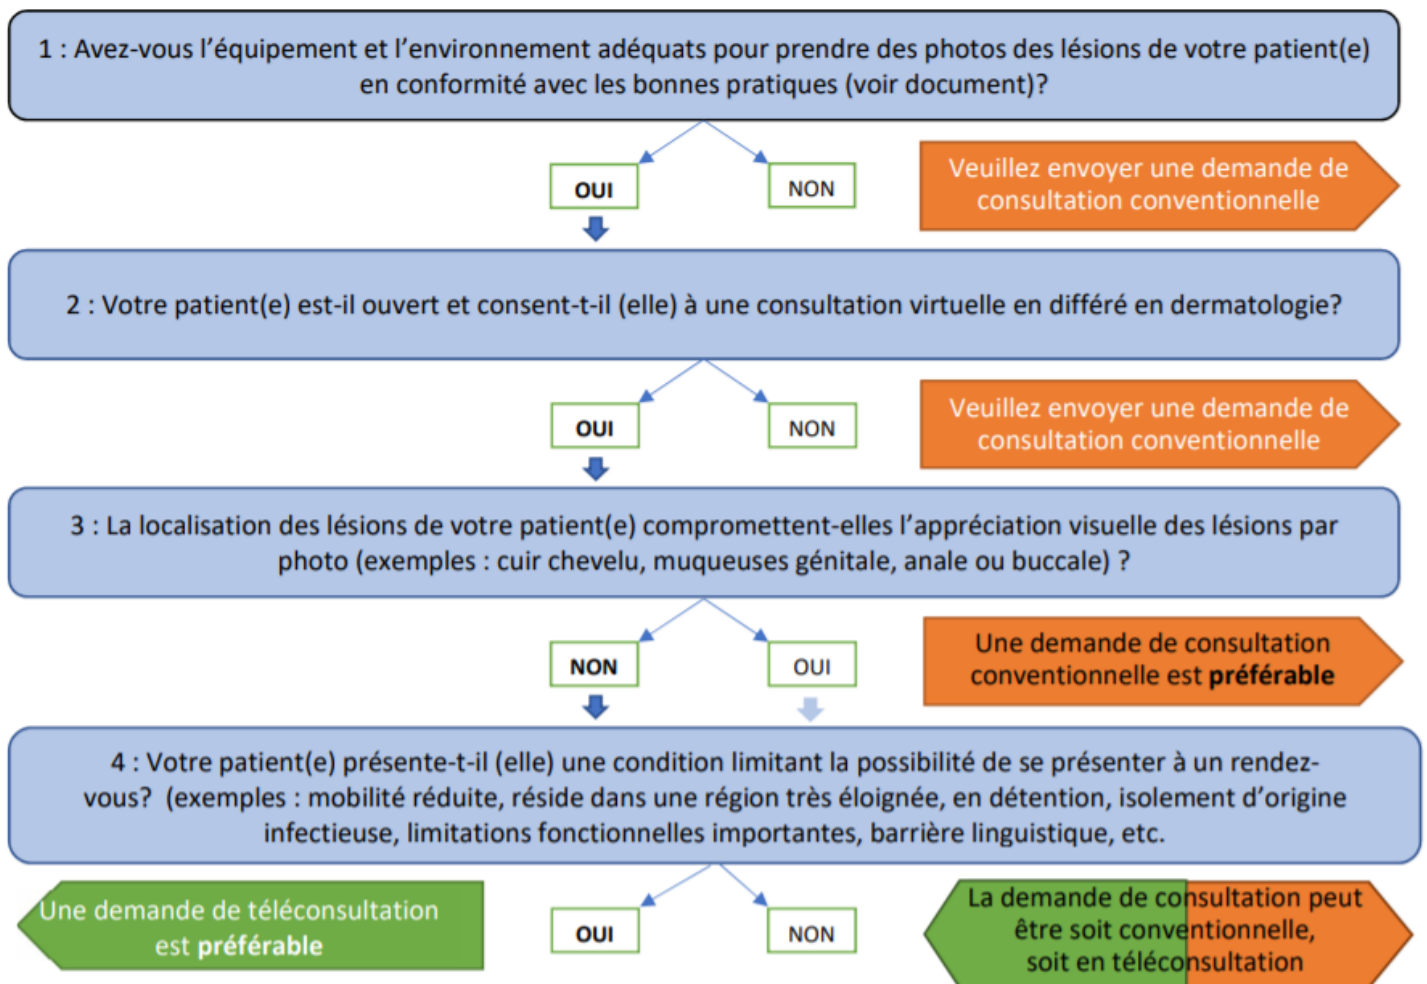 1 : Avez-vous l’équipement et l’environnement adéquats pour prendre des photos des lésions de votre patient(e)
en conformité avec les bonnes pratiques (voir document)?
OUI
NON
Veuillez envoyer une demande de
consultation conventionnelle
2 : Votre patient(e) est-il ouvert et consent-t-il (elle) à une consultation virtuelle en différé en dermatologie?
OUI
NON
Veuillez envoyer une demande de
consultation conventionnelle
3 : La localisation des lésions de votre patient(e) compromettent-elles l’appréciation visuelle des lésions par
photo (exemples : cuir chevelu, muqueuses génitale, anale ou buccale) ?
NON
OUI
Une demande de consultation
conventionnelle est préférable
4 : Votre patient(e) présente-t-il (elle) une condition limitant la possibilité de se présenter à un rendez-
vous? (exemples : mobilité réduite, réside dans une région très éloignée, en détention, isolement d’origine
infectieuse, limitations fonctionnelles importantes, barrière linguistique, etc.
Une demande de téléconsultation
est préférable
OUI
NON
La demande de consultation peut
être soit conventionnelle,
soit en téléconsultation